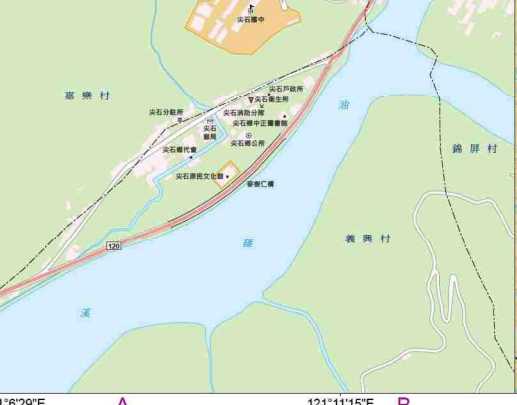 尖石國中
嘉樂村
尖石戶政所
尖石衛生所
尖石分駐所
尖石消防分隊
尖石鄉中正圖書館
尖石
郵局
尖石鄉公所
尖石鄉代會
尖石原民文化館
麥樹仁橋
油
錦屏村
義興村
羅
溪
120
1°6'29"E
A
121°11'15"E
B